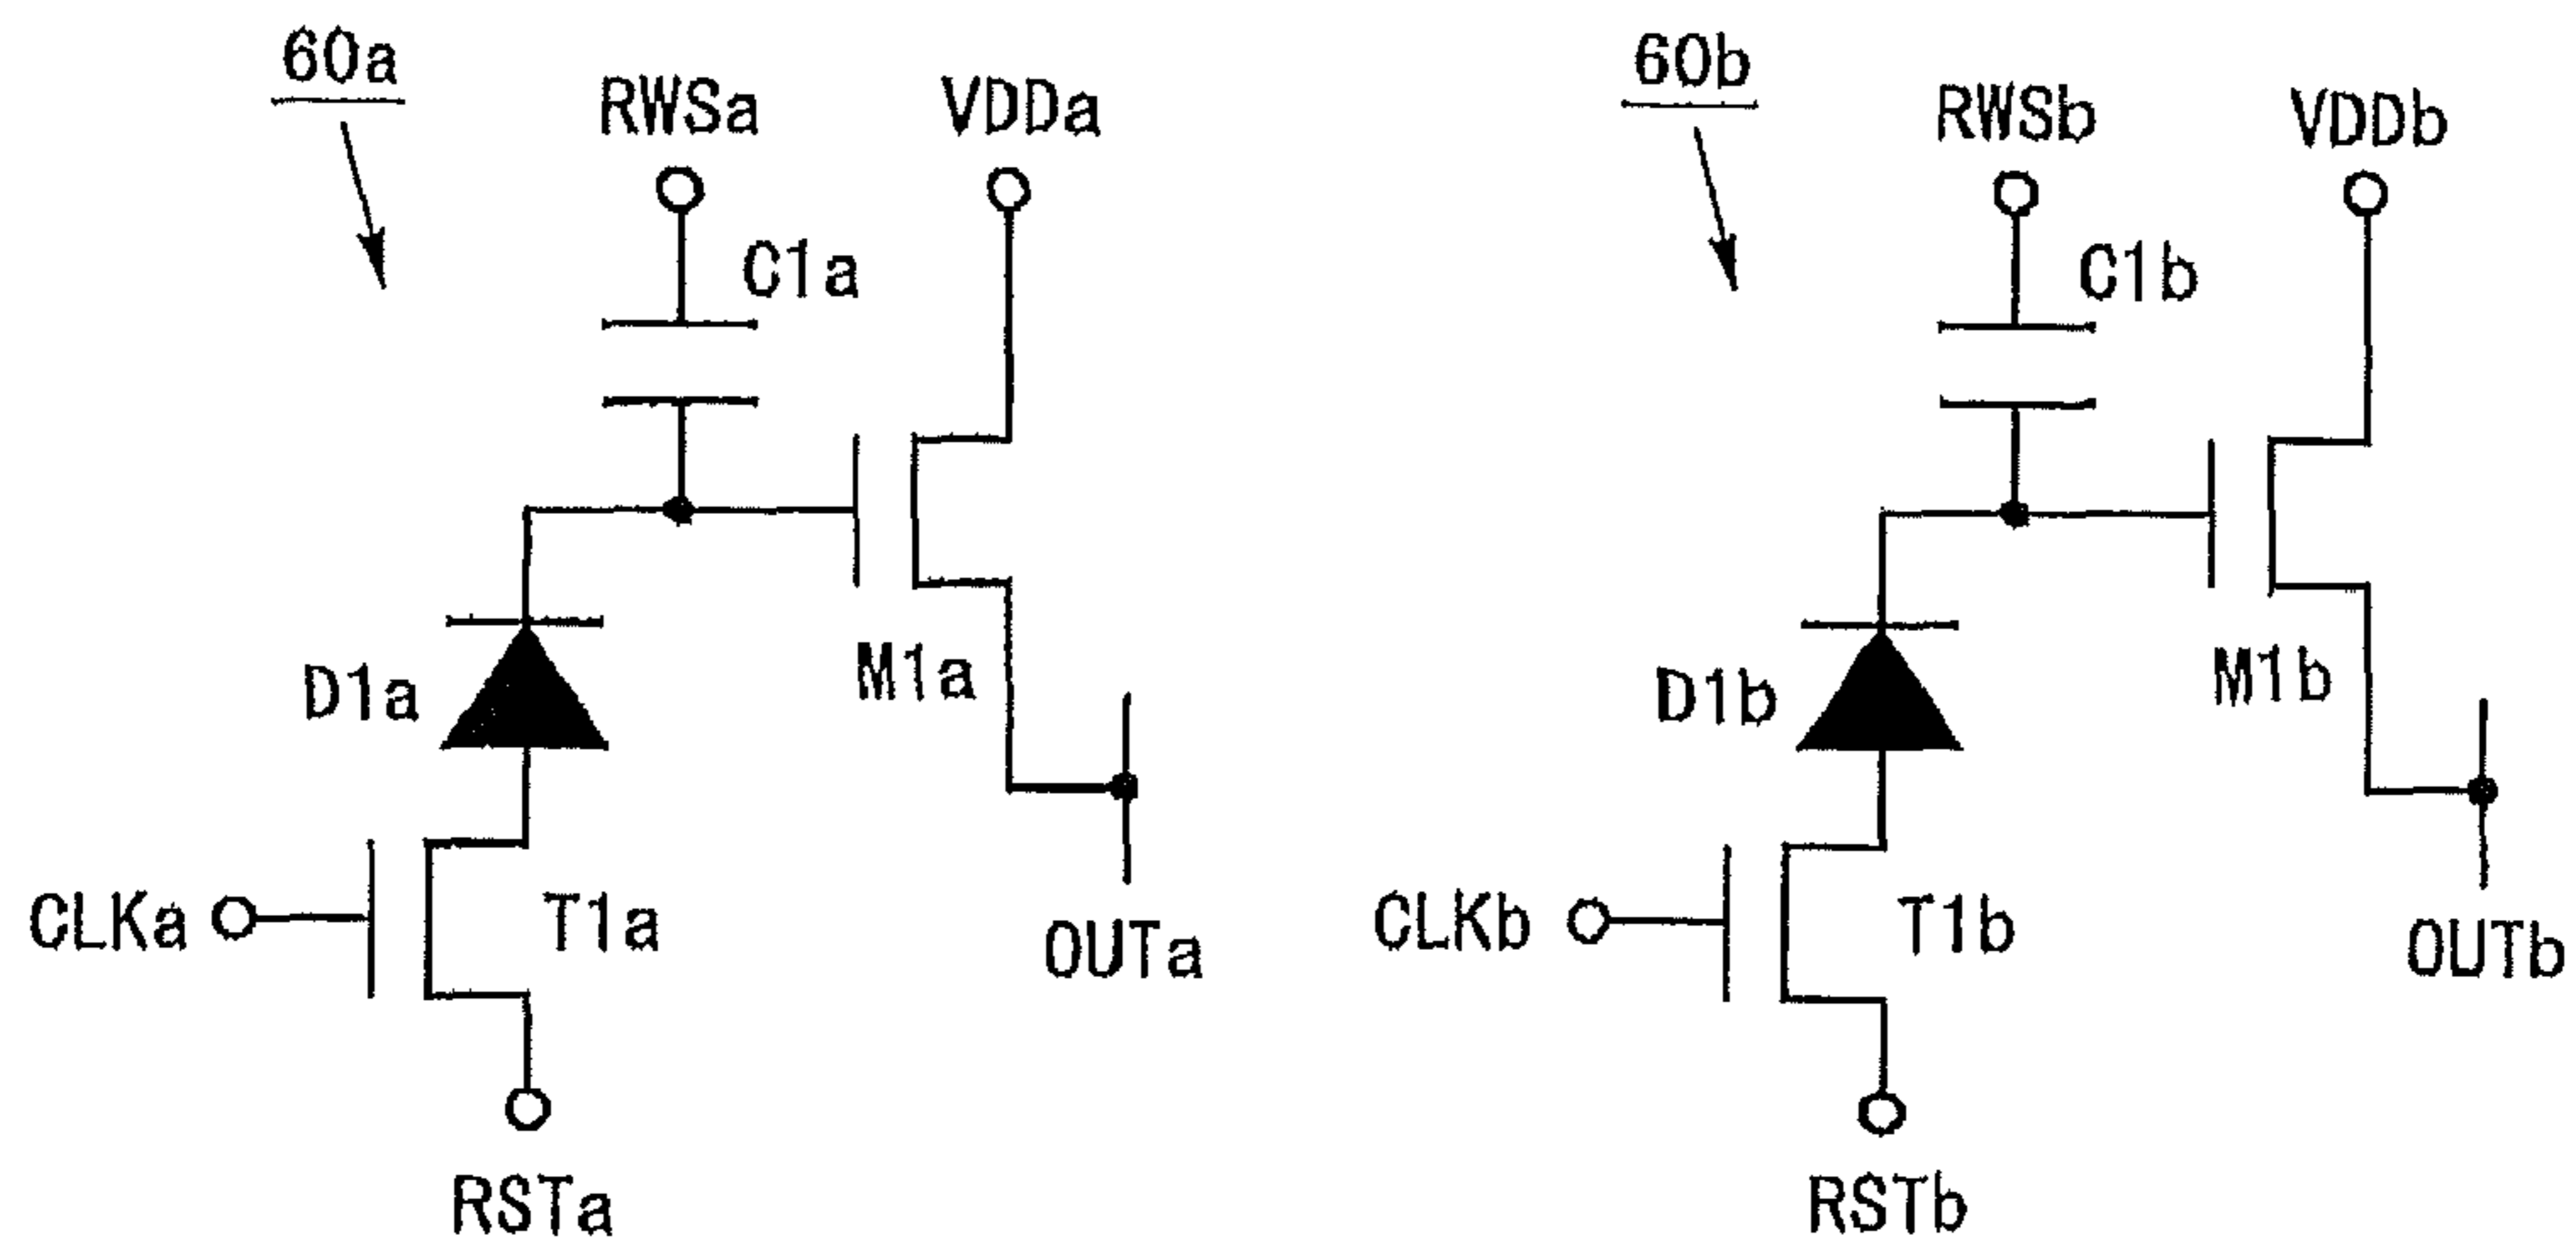 60a
RWSa
VDDa
C1a
D1a
M1a
CLKa
T1a
OUTa
RSTa
60b
RWSb
VDDb
C1b
D1b
M1b
CLKb
T1b
OUTb
RSTb